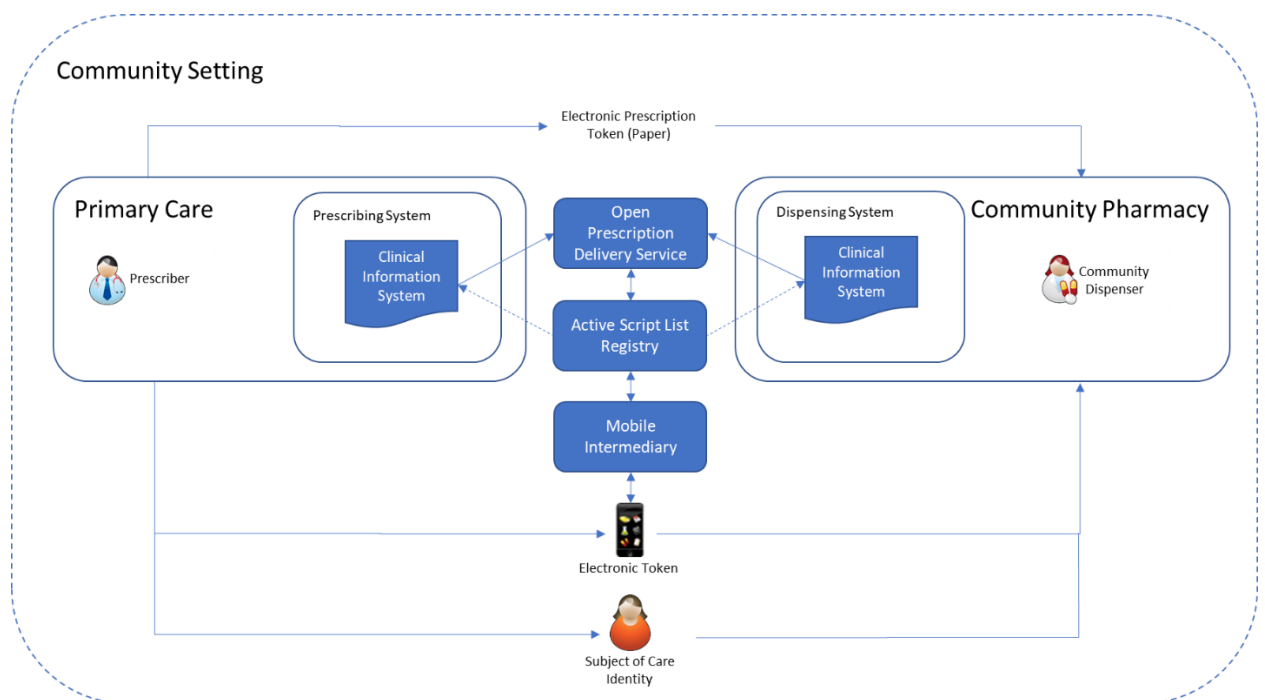 Community Setting
Electronic Prescription
Token (Paper)
Primary Care
Prescriber
Prescribing System
Clinical
Information
System
Open
Prescription
Delivery Service
Active Script List
Registry
Mobile
Intermediary
Dispensing System
Clinical
Information
System
Community Pharmacy
Community
Dispenser
Electronic Token
Subject of Care
Identity